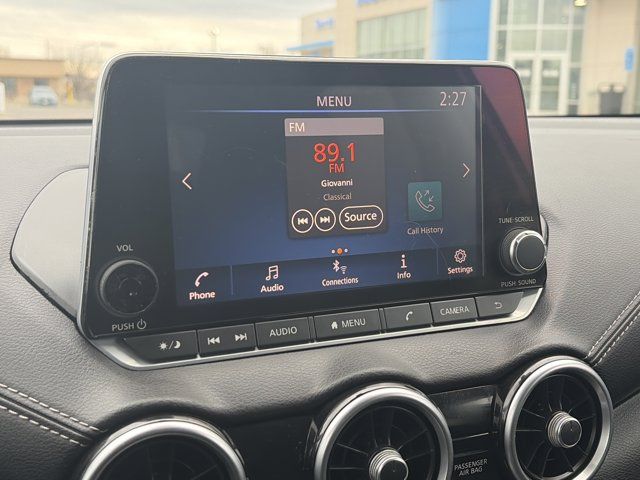 MENU
2:27
FM
89.1
FM
Giovanni
Classical
Source
Call History
Phone
Audio
Connections
Info
Settings
VOL
PUSH
TUNE·SCROLL
PUSH SOUND
AUDIO
MENU
CAMERA
PASSENGER
AIR BAG